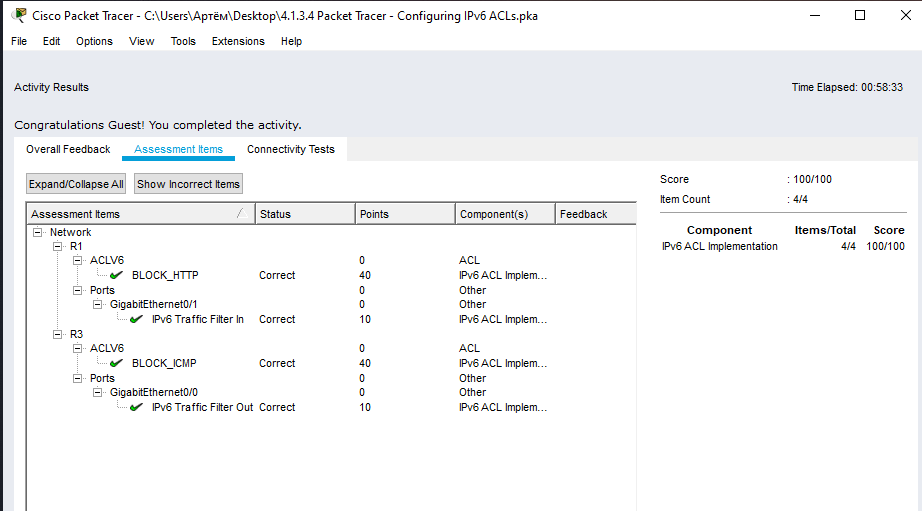 Cisco Packet Tracer - C:\Users\Артём\Desktop\4.1.3.4 Packet Tracer - Configuring IPv6 ACLs.pka
File Edit Options View Tools Extensions Help
Activity Results Time Elapsed: 00:58:33
Congratulations Guest! You completed the activity.
Overall Feedback Assessment Items Connectivity Tests
Expand/Collapse All Show Incorrect Items
Score : 100/100
Item Count : 4/4
Component Items/Total Score
IPv6 ACL Implementation 4/4 100/100
Assessment Items Status Points Component(s) Feedback
Network
R1
ACLV6 0 ACL
BLOCK_HTTP Correct 40 IPv6 ACL Implem...
Ports 0 Other
GigabitEthernet0/1 0 Other
IPv6 Traffic Filter In Correct 10 IPv6 ACL Implem...
R3
ACLV6 0 ACL
BLOCK_ICMP Correct 40 IPv6 ACL Implem...
Ports 0 Other
GigabitEthernet0/0 0 Other
IPv6 Traffic Filter Out Correct 10 IPv6 ACL Implem...